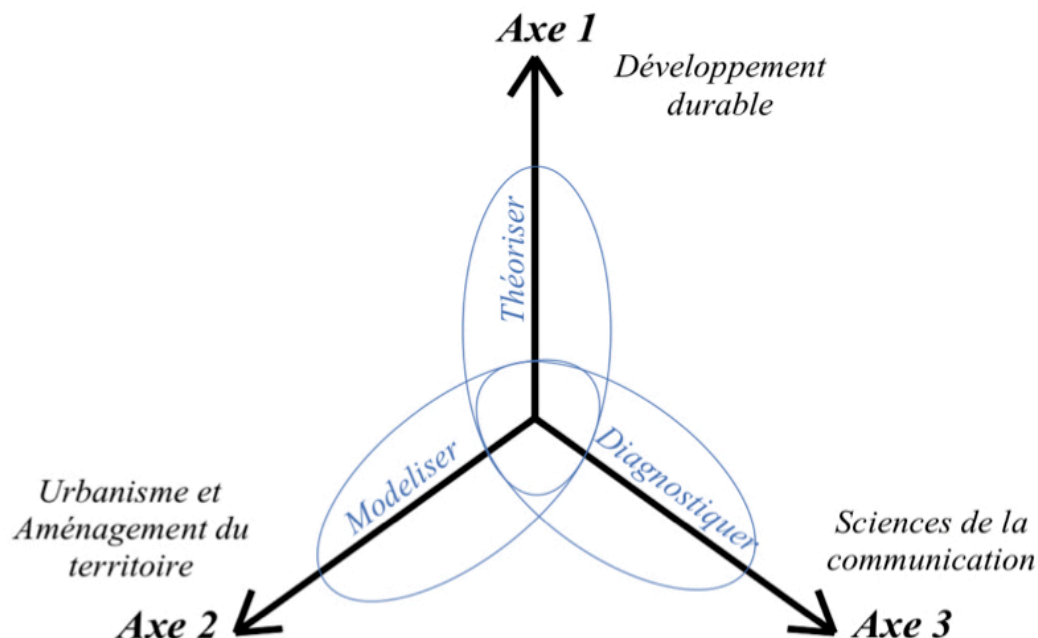 Axe 1
Développement
durable
Théoriser
Modeliser
Diagnostiquer
Urbanisme et
Aménagement du
territoire
Axe 2
Sciences de la
communication
Axe 3